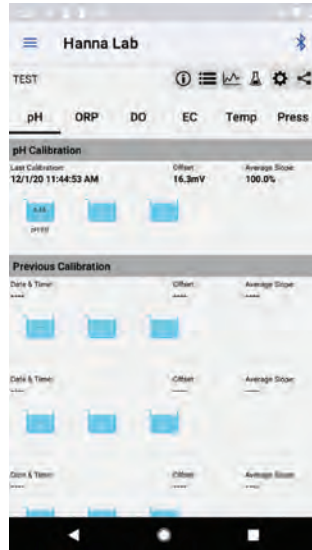 Hanna Lab
TEST
pH ORP DO EC Temp Press
pH Calibration
Last Calibration: Offset: Average Slope:
12/1/20 11:44:53 AM 16.3mV 100.0%
Previous Calibration
Date & Time: Offset: Average Slope:
---- ---- ----
Date & Time: Offset: Average Slope:
---- ---- ----
Date & Time: Offset: Average Slope:
---- ---- ----